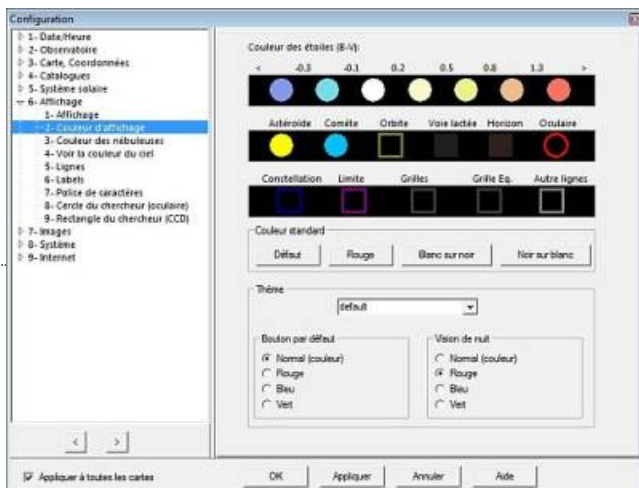 Configuration
1- Date/Heure
2- Observatoire
3- Carte, Coordonnées
4- Catalogues
5- Système solaire
6- Affichage
1- Affichage
2- Couleur d'affichage
3- Couleur des nébuleuses
4- Voir la couleur du ciel
5- Lignes
6- Labels
7- Police de caractères
8- Cercle du chercheur (oculaire)
9- Rectangle du chercheur (CCD)
7- Images
8- Système
9- Internet
< >
Couleur des étoiles (B-V):
< -0.3 -0.1 0.2 0.5 0.8 1.3 >
Astéroïde Comète Orbite Voie lactée Horizon Oculaire
Constellation Limite Grilles Grille Eq. Autre lignes
Couleur standard
Défaut Rouge Blanc sur noir Noir sur blanc
Thème
default
Bouton par défaut
Normal (couleur)
Rouge
Bleu
Vert
Vision de nuit
Normal (couleur)
Rouge
Bleu
Vert
Appliquer à toutes les cartes
OK Appliquer Annuler Aide